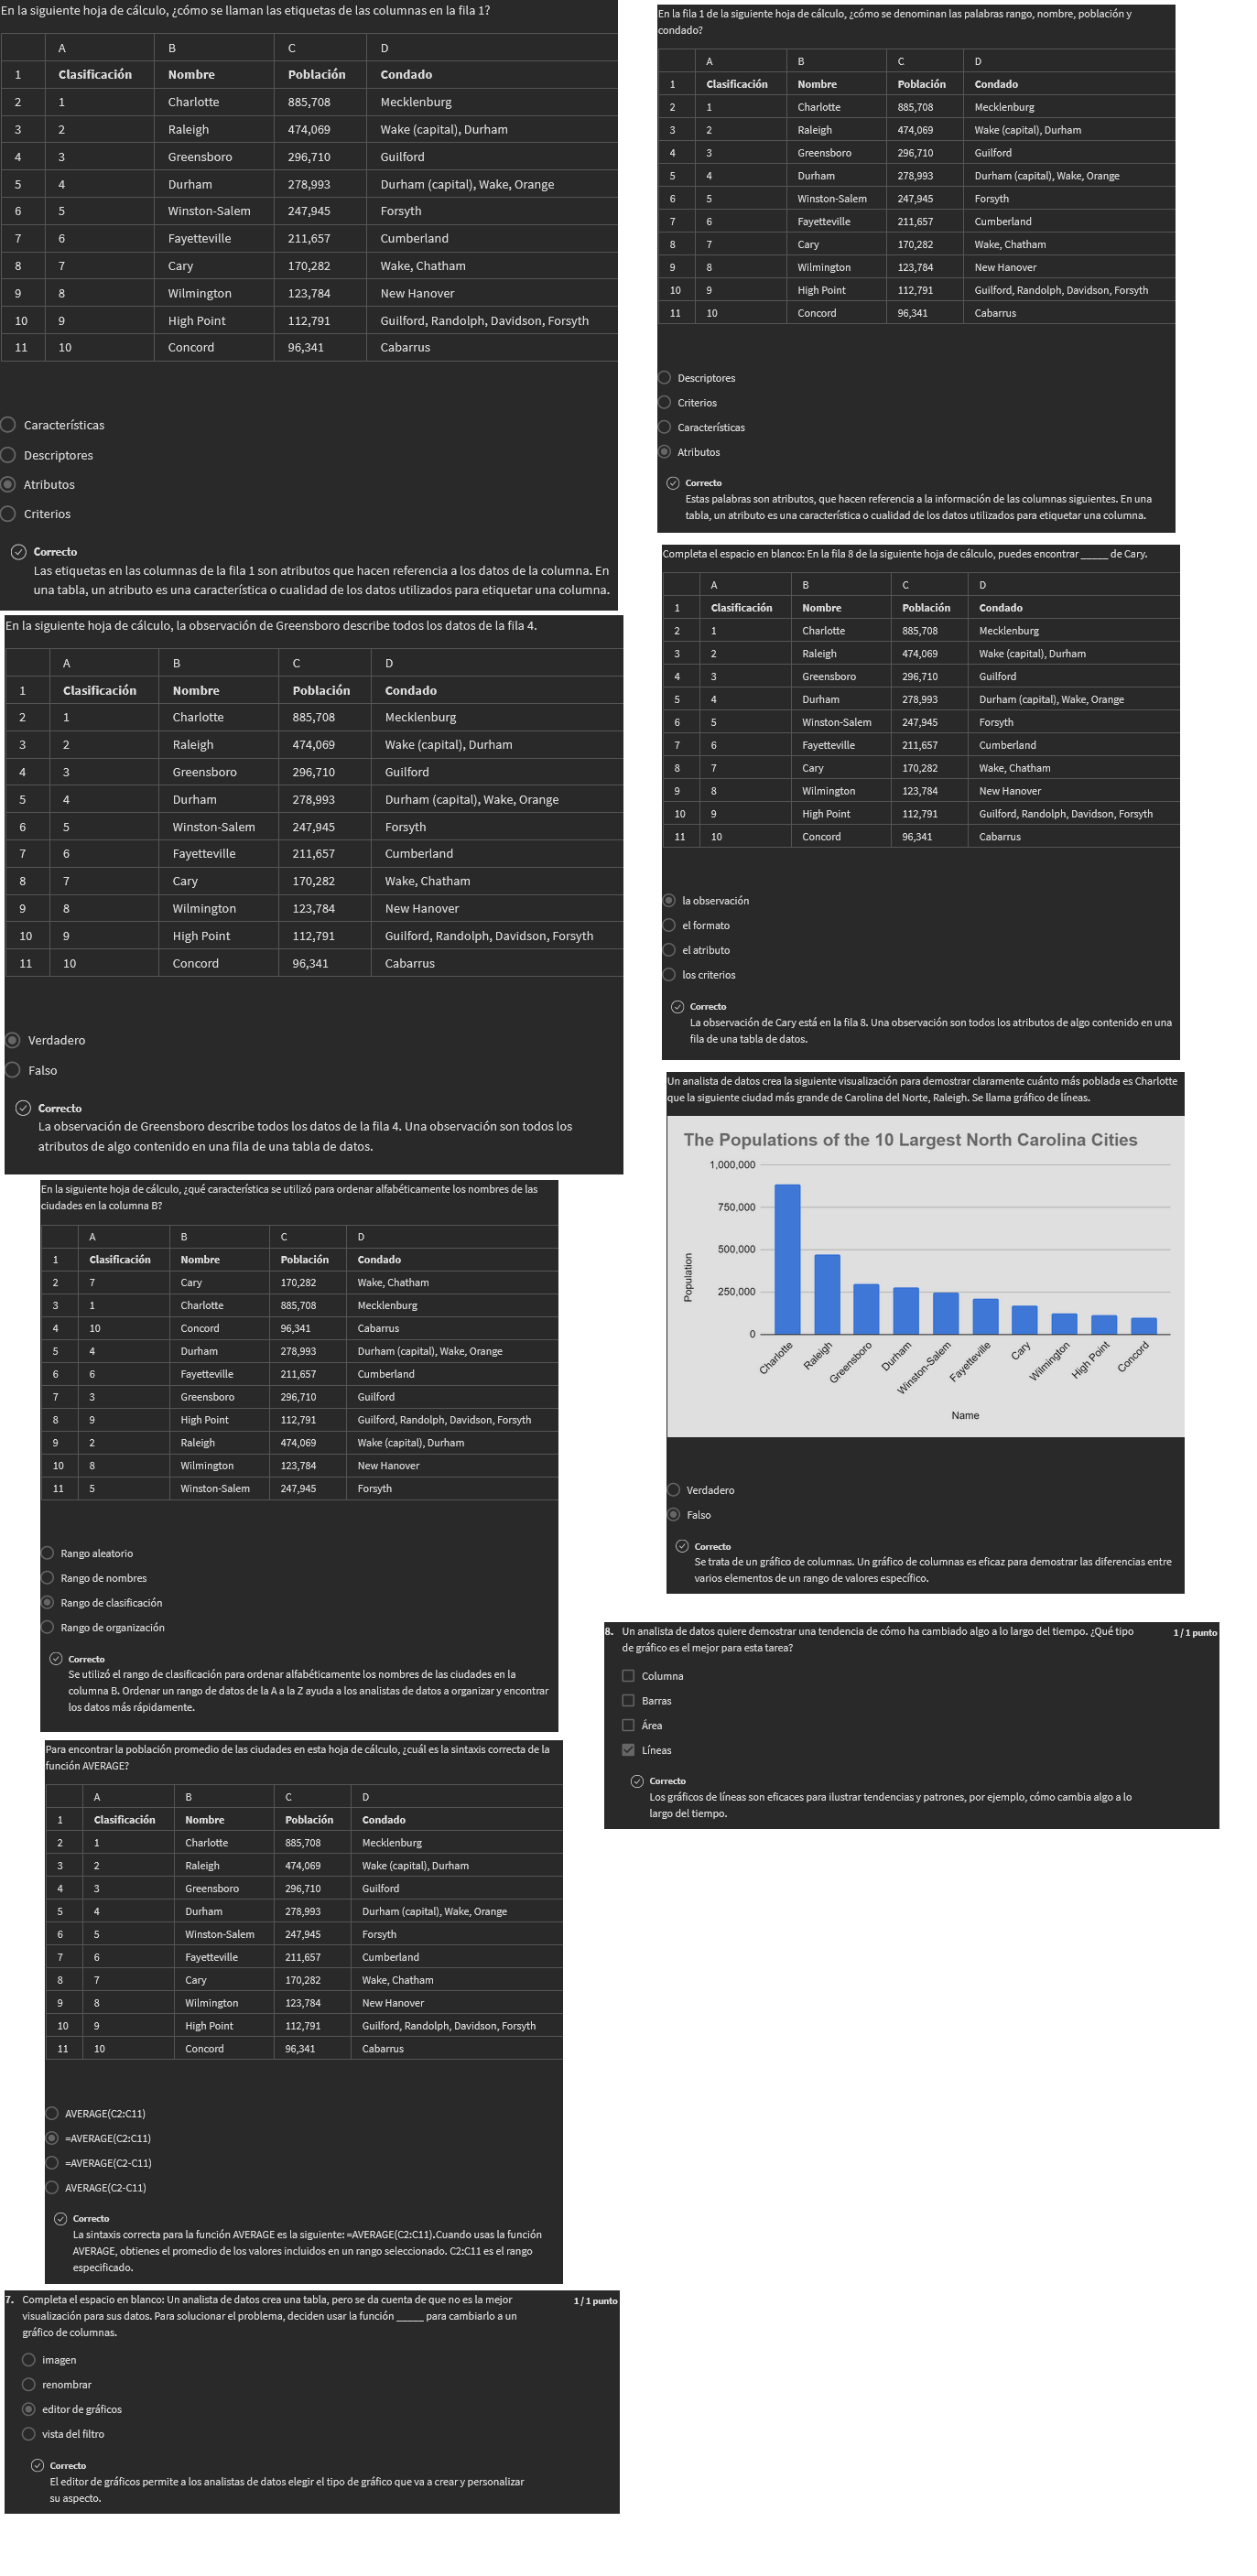 En la siguiente hoja de cálculo, ¿cómo se llaman las etiquetas de las columnas en la fila 1?
A B C D
1 Clasificación Nombre Población Condado
2 1 Charlotte 885,708 Mecklenburg
3 2 Raleigh 474,069 Wake (capital), Durham
4 3 Greensboro 296,710 Guilford
5 4 Durham 278,993 Durham (capital), Wake, Orange
6 5 Winston-Salem 247,945 Forsyth
7 6 Fayetteville 211,657 Cumberland
8 7 Cary 170,282 Wake, Chatham
9 8 Wilmington 123,784 New Hanover
10 9 High Point 112,791 Guilford, Randolph, Davidson, Forsyth
11 10 Concord 96,341 Cabarrus
Características
Descriptores
Atributos
Criterios
Correcto
Las etiquetas en las columnas de la fila 1 son atributos que hacen referencia a los datos de la columna. En
una tabla, un atributo es una característica o cualidad de los datos utilizados para etiquetar una columna.
En la siguiente hoja de cálculo, la observación de Greensboro describe todos los datos de la fila 4.
A B C D
1 Clasificación Nombre Población Condado
2 1 Charlotte 885,708 Mecklenburg
3 2 Raleigh 474,069 Wake (capital), Durham
4 3 Greensboro 296,710 Guilford
5 4 Durham 278,993 Durham (capital), Wake, Orange
6 5 Winston-Salem 247,945 Forsyth
7 6 Fayetteville 211,657 Cumberland
8 7 Cary 170,282 Wake, Chatham
9 8 Wilmington 123,784 New Hanover
10 9 High Point 112,791 Guilford, Randolph, Davidson, Forsyth
11 10 Concord 96,341 Cabarrus
Verdadero
Falso
Correcto
La observación de Greensboro describe todos los datos de la fila 4. Una observación son todos los
atributos de algo contenido en una fila de una tabla de datos.
En la siguiente hoja de cálculo, ¿qué característica se utilizó para ordenar alfabéticamente los nombres de las
ciudades en la columna B?
A B C D
1 Clasificación Nombre Población Condado
2 7 Cary 170,282 Wake, Chatham
3 1 Charlotte 885,708 Mecklenburg
4 10 Concord 96,341 Cabarrus
5 4 Durham 278,993 Durham (capital), Wake, Orange
6 6 Fayetteville 211,657 Cumberland
7 3 Greensboro 296,710 Guilford
8 9 High Point 112,791 Guilford, Randolph, Davidson, Forsyth
9 2 Raleigh 474,069 Wake (capital), Durham
10 8 Wilmington 123,784 New Hanover
11 5 Winston-Salem 247,945 Forsyth
Rango aleatorio
Rango de nombres
Rango de clasificación
Rango de organización
Correcto
Se utilizó el rango de clasificación para ordenar alfabéticamente los nombres de las ciudades en la
columna B. Ordenar un rango de datos de la A a la Z ayuda a los analistas de datos a organizar y encontrar
los datos más rápidamente.
Para encontrar la población promedio de las ciudades en esta hoja de cálculo, ¿cuál es la sintaxis correcta de la
función AVERAGE?
A B C D
1 Clasificación Nombre Población Condado
2 1 Charlotte 885,708 Mecklenburg
3 2 Raleigh 474,069 Wake (capital), Durham
4 3 Greensboro 296,710 Guilford
5 4 Durham 278,993 Durham (capital), Wake, Orange
6 5 Winston-Salem 247,945 Forsyth
7 6 Fayetteville 211,657 Cumberland
8 7 Cary 170,282 Wake, Chatham
9 8 Wilmington 123,784 New Hanover
10 9 High Point 112,791 Guilford, Randolph, Davidson, Forsyth
11 10 Concord 96,341 Cabarrus
AVERAGE(C2:C11)
=AVERAGE(C2:C11)
=AVERAGE(C2-C11)
AVERAGE(C2-C11)
Correcto
La sintaxis correcta para la función AVERAGE es la siguiente: =AVERAGE(C2:C11).Cuando usas la función
AVERAGE, obtienes el promedio de los valores incluidos en un rango seleccionado. C2:C11 es el rango
especificado.
7. Completa el espacio en blanco: Un analista de datos crea una tabla, pero se da cuenta de que no es la mejor 1 / 1 punto
visualización para sus datos. Para solucionar el problema, deciden usar la función _____ para cambiarlo a un
gráfico de columnas.
imagen
renombrar
editor de gráficos
vista del filtro
Correcto
El editor de gráficos permite a los analistas de datos elegir el tipo de gráfico que va a crear y personalizar
su aspecto.
En la fila 1 de la siguiente hoja de cálculo, ¿cómo se denominan las palabras rango, nombre, población y
condado?
A B C D
1 Clasificación Nombre Población Condado
2 1 Charlotte 885,708 Mecklenburg
3 2 Raleigh 474,069 Wake (capital), Durham
4 3 Greensboro 296,710 Guilford
5 4 Durham 278,993 Durham (capital), Wake, Orange
6 5 Winston-Salem 247,945 Forsyth
7 6 Fayetteville 211,657 Cumberland
8 7 Cary 170,282 Wake, Chatham
9 8 Wilmington 123,784 New Hanover
10 9 High Point 112,791 Guilford, Randolph, Davidson, Forsyth
11 10 Concord 96,341 Cabarrus
Descriptores
Criterios
Características
Atributos
Correcto
Estas palabras son atributos, que hacen referencia a la información de las columnas siguientes. En una
tabla, un atributo es una característica o cualidad de los datos utilizados para etiquetar una columna.
Completa el espacio en blanco: En la fila 8 de la siguiente hoja de cálculo, puedes encontrar _____ de Cary.
A B C D
1 Clasificación Nombre Población Condado
2 1 Charlotte 885,708 Mecklenburg
3 2 Raleigh 474,069 Wake (capital), Durham
4 3 Greensboro 296,710 Guilford
5 4 Durham 278,993 Durham (capital), Wake, Orange
6 5 Winston-Salem 247,945 Forsyth
7 6 Fayetteville 211,657 Cumberland
8 7 Cary 170,282 Wake, Chatham
9 8 Wilmington 123,784 New Hanover
10 9 High Point 112,791 Guilford, Randolph, Davidson, Forsyth
11 10 Concord 96,341 Cabarrus
la observación
el formato
el atributo
los criterios
Correcto
La observación de Cary está en la fila 8. Una observación son todos los atributos de algo contenido en una
fila de una tabla de datos.
Un analista de datos crea la siguiente visualización para demostrar claramente cuánto más poblada es Charlotte
que la siguiente ciudad más grande de Carolina del Norte, Raleigh. Se llama gráfico de líneas.
The Populations of the 10 Largest North Carolina Cities
1,000,000
750,000
500,000
250,000
0
Population
Charlotte
Raleigh
Greensboro
Durham
Winston-Salem
Fayetteville
Cary
Wilmington
High Point
Concord
Name
Verdadero
Falso
Correcto
Se trata de un gráfico de columnas. Un gráfico de columnas es eficaz para demostrar las diferencias entre
varios elementos de un rango de valores específico.
8. Un analista de datos quiere demostrar una tendencia de cómo ha cambiado algo a lo largo del tiempo. ¿Qué tipo 1 / 1 punto
de gráfico es el mejor para esta tarea?
Columna
Barras
Área
Líneas
Correcto
Los gráficos de líneas son eficaces para ilustrar tendencias y patrones, por ejemplo, cómo cambia algo a lo
largo del tiempo.